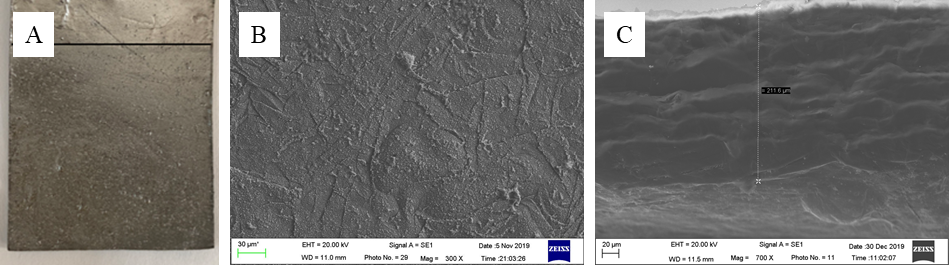 A
B
C
= 211.6 µm
30 µm*
EHT = 20.00 kV
Signal A = SE1
Date :5 Nov 2019
WD = 11.0 mm
Photo No. = 29
Mag = 300 X
Time :21:03:26
ZEISS
20 µm
EHT = 20.00 kV
Signal A = SE1
Date :30 Dec 2019
WD = 11.5 mm
Mag = 700 X
Photo No. = 11
Time :11:02:07
ZEISS